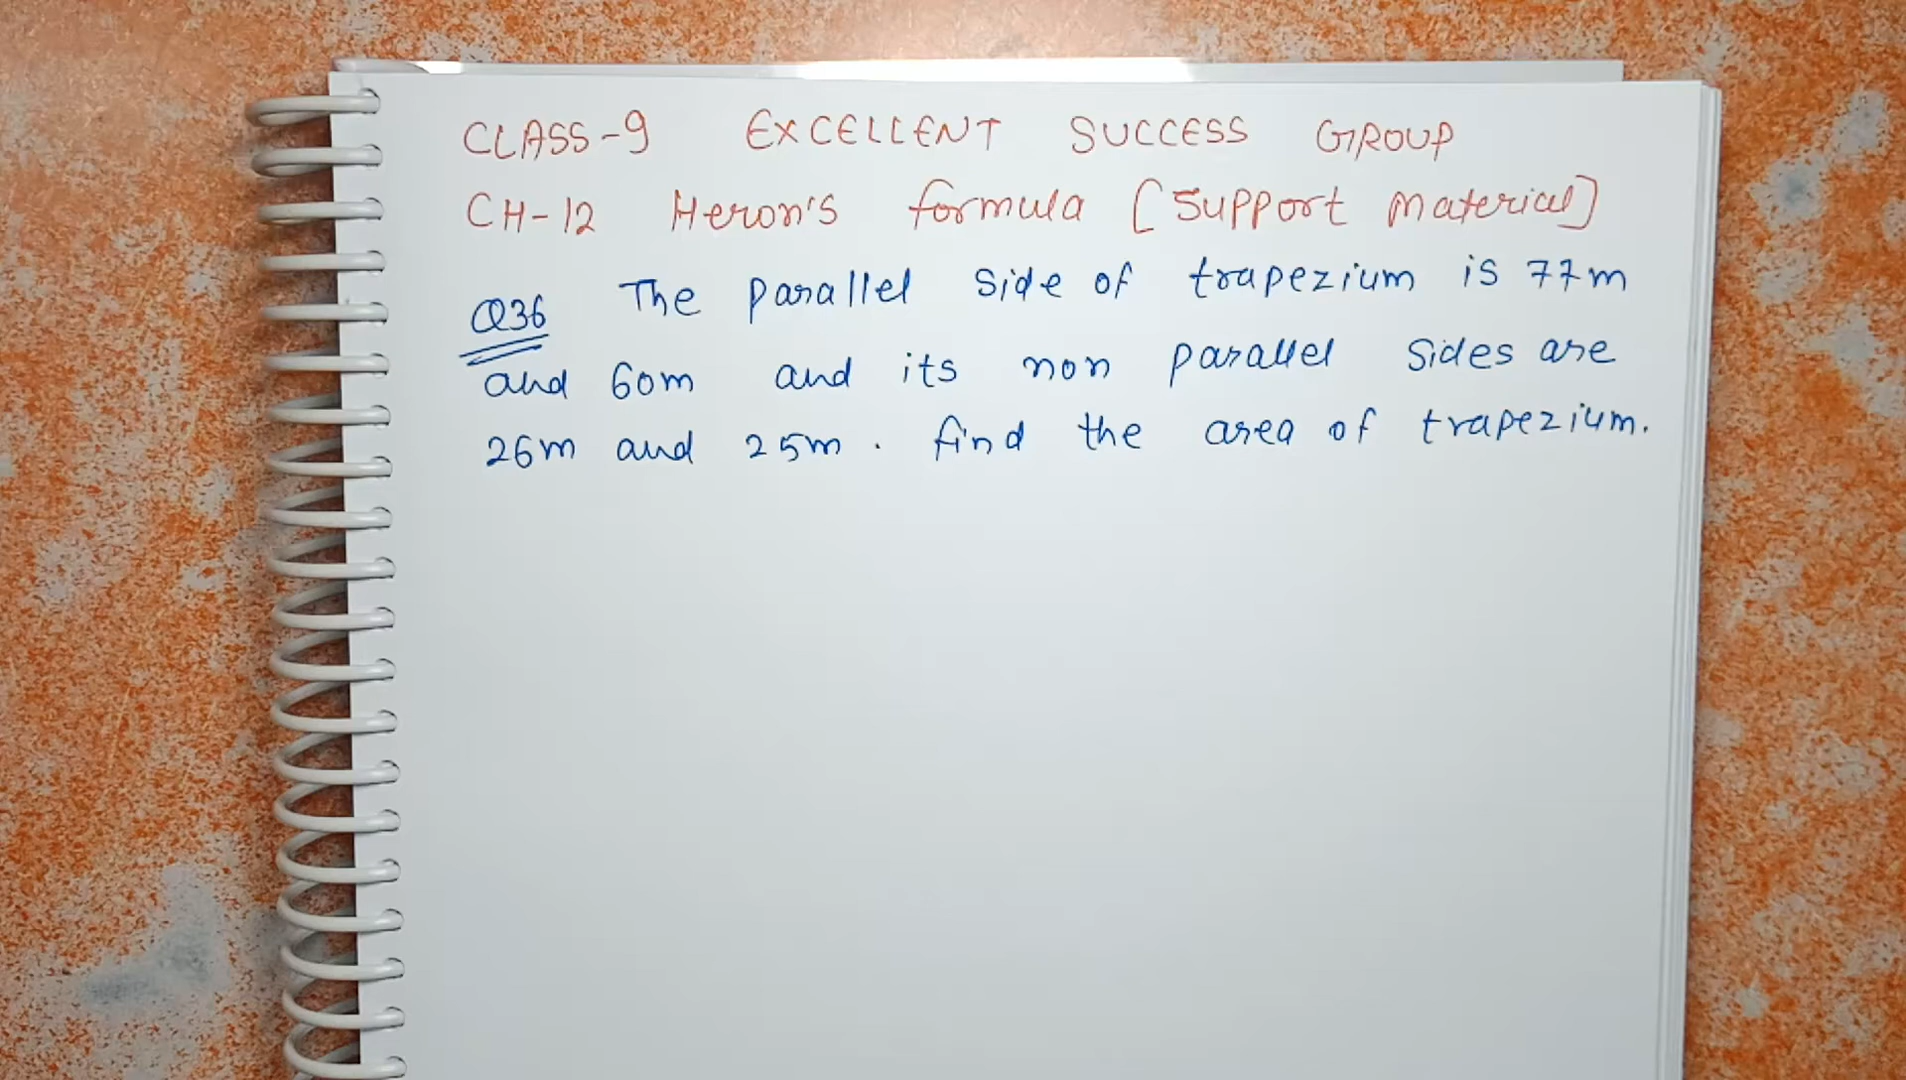 CLASS-9 EXCELLENT SUCCESS GROUP
CH-12 Heron's formula [Support Material]
Q36 The parallel side of trapezium is 77m
and 60m and its non parallel sides are
26m and 25m. find the area of trapezium.